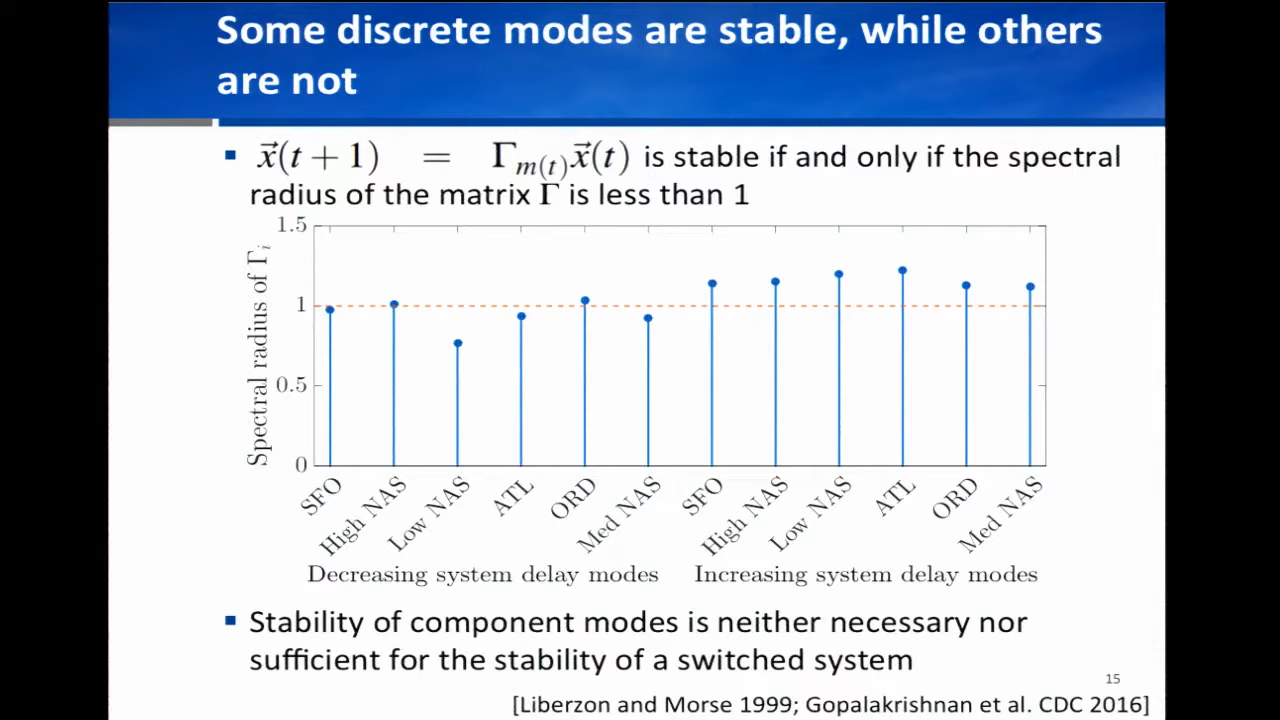 Some discrete modes are stable, while others
are not
▪ x⃗(t + 1) = Γm(t)x⃗(t) is stable if and only if the spectral
radius of the matrix Γ is less than 1
Spectral radius of Γi
1.5
1
0.5
0
SFO
High NAS
Low NAS
ATL
ORD
Med NAS
SFO
High NAS
Low NAS
ATL
ORD
Med NAS
Decreasing system delay modes
Increasing system delay modes
▪ Stability of component modes is neither necessary nor
sufficient for the stability of a switched system
15
[Liberzon and Morse 1999; Gopalakrishnan et al. CDC 2016]